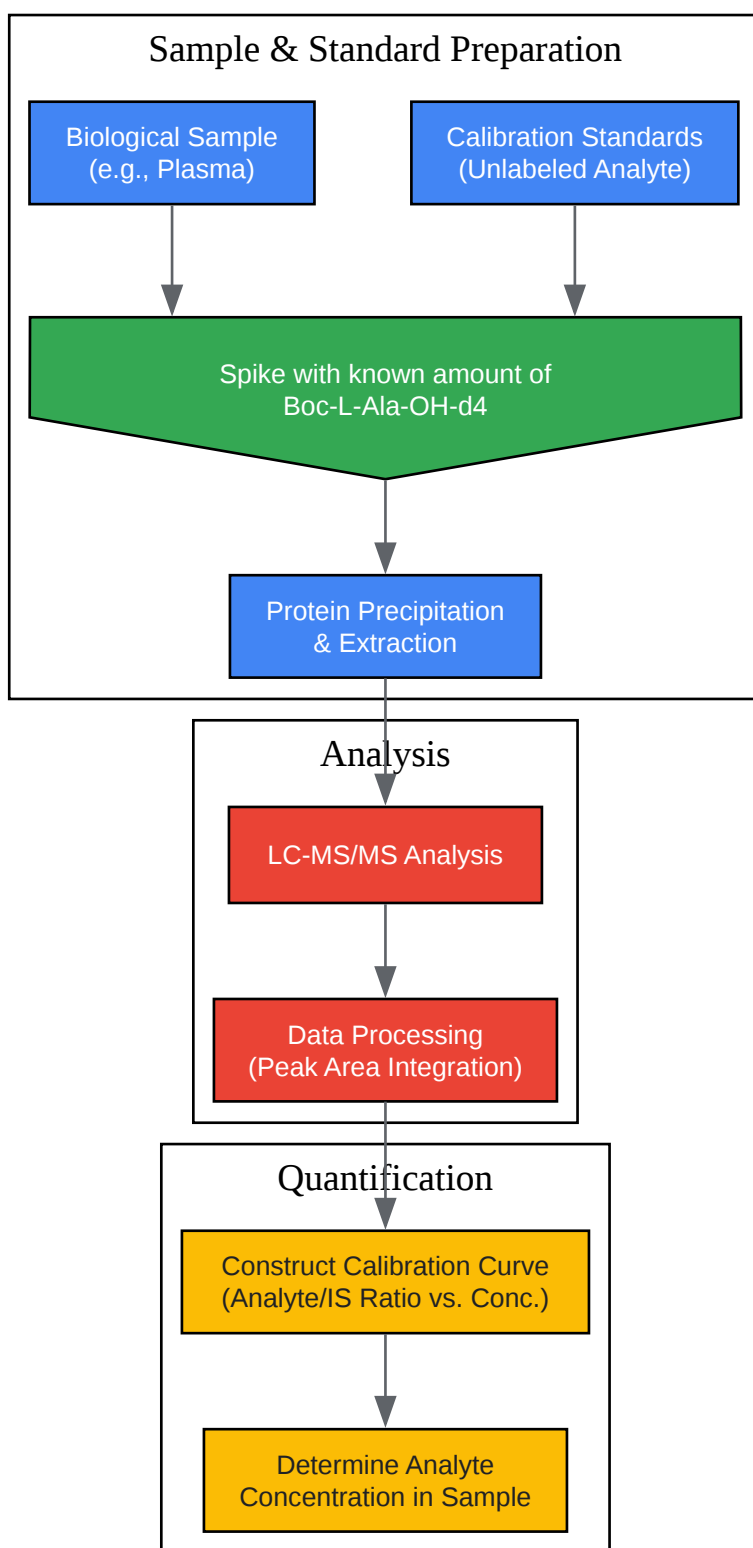 Sample & Standard Preparation
Biological Sample
(e.g., Plasma)
Calibration Standards
(Unlabeled Analyte)
Spike with known amount of
Boc-L-Ala-OH-d4
Protein Precipitation
& Extraction
Analysis
LC-MS/MS Analysis
Data Processing
(Peak Area Integration)
Quantification
Construct Calibration Curve
(Analyte/IS Ratio vs. Conc.)
Determine Analyte
Concentration in Sample